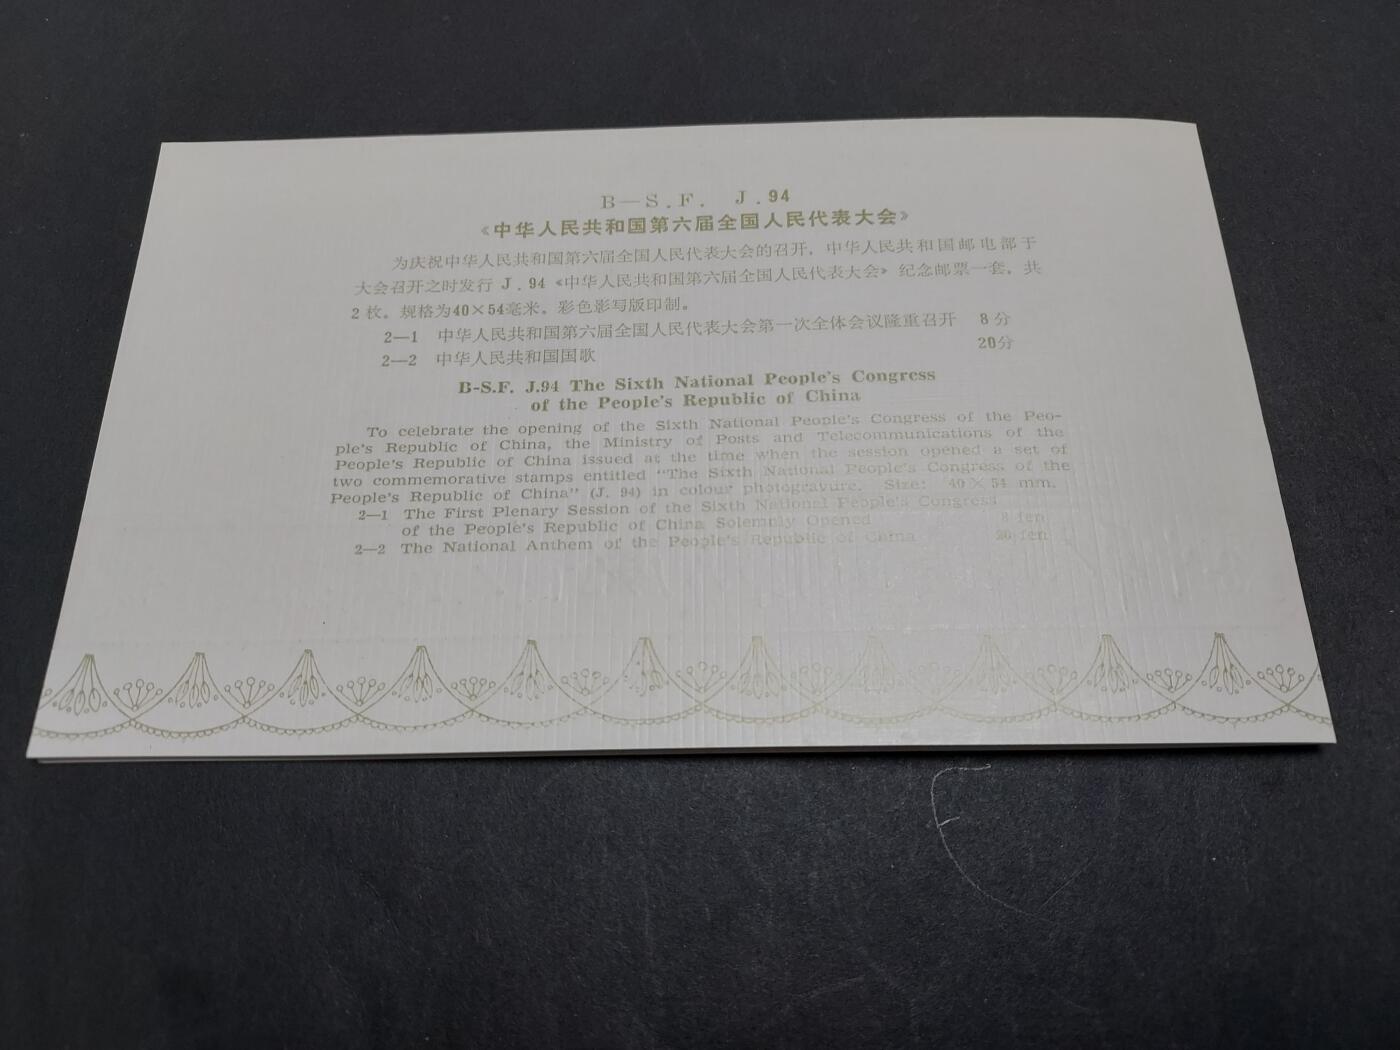 B—S.F. J.94
《中华人民共和国第六届全国人民代表大会》
为庆祝中华人民共和国第六届全国人民代表大会的召开，中华人民共和国邮电部于
大会召开之时发行 J.94《中华人民共和国第六届全国人民代表大会》纪念邮票一套，共
2枚。规格为40×54毫米。彩色影写版印制。
2—1 中华人民共和国第六届全国人民代表大会第一次全体会议隆重召开 8分
2—2 中华人民共和国国歌 20分
B-S.F. J.94 The Sixth National People's Congress
of the People's Republic of China
To celebrate the opening of the Sixth National People's Congress of the Peo-
ple's Republic of China, the Ministry of Posts and Telecommunications of the
People's Republic of China issued at the time when the session opened a set of
two commemorative stamps entitled "The Sixth National People's Congress of the
People's Republic of China" (J. 94) in colour photogravure. Size: 40×54 mm.
2—1 The First Plenary Session of the Sixth National People's Congress
of the People's Republic of China Solemnly Opened 8 fen
2—2 The National Anthem of the People's Republic of China 20 fen